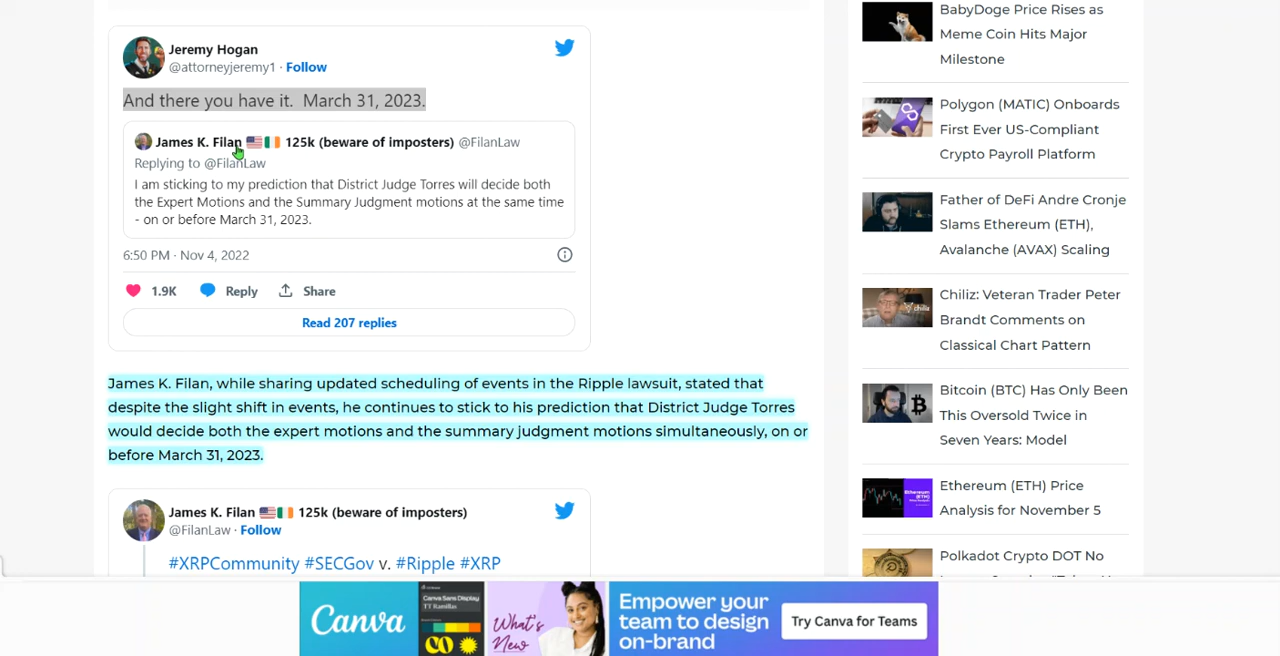 Jeremy Hogan
@attorneyjeremy1 · Follow
And there you have it. March 31, 2023.
James K. Filan 🇺🇸🇮🇪 125k (beware of imposters) @FilanLaw
Replying to @FilanLaw
I am sticking to my prediction that District Judge Torres will decide both
the Expert Motions and the Summary Judgment motions at the same time
- on or before March 31, 2023.
6:50 PM · Nov 4, 2022
1.9K Reply Share
Read 207 replies
James K. Filan, while sharing updated scheduling of events in the Ripple lawsuit, stated that
despite the slight shift in events, he continues to stick to his prediction that District Judge Torres
would decide both the expert motions and the summary judgment motions simultaneously, on or
before March 31, 2023.
James K. Filan 🇺🇸🇮🇪 125k (beware of imposters)
@FilanLaw · Follow
#XRPCommunity #SECGov v. #Ripple #XRP
BabyDoge Price Rises as
Meme Coin Hits Major
Milestone
Polygon (MATIC) Onboards
First Ever US-Compliant
Crypto Payroll Platform
Father of DeFi Andre Cronje
Slams Ethereum (ETH),
Avalanche (AVAX) Scaling
Chiliz: Veteran Trader Peter
Brandt Comments on
Classical Chart Pattern
Bitcoin (BTC) Has Only Been
This Oversold Twice in
Seven Years: Model
Ethereum (ETH) Price
Analysis for November 5
Polkadot Crypto DOT No
Canva
Canva Sans Display
TT Ramillas
What's
New
Empower your
team to design
on-brand
Try Canva for Teams